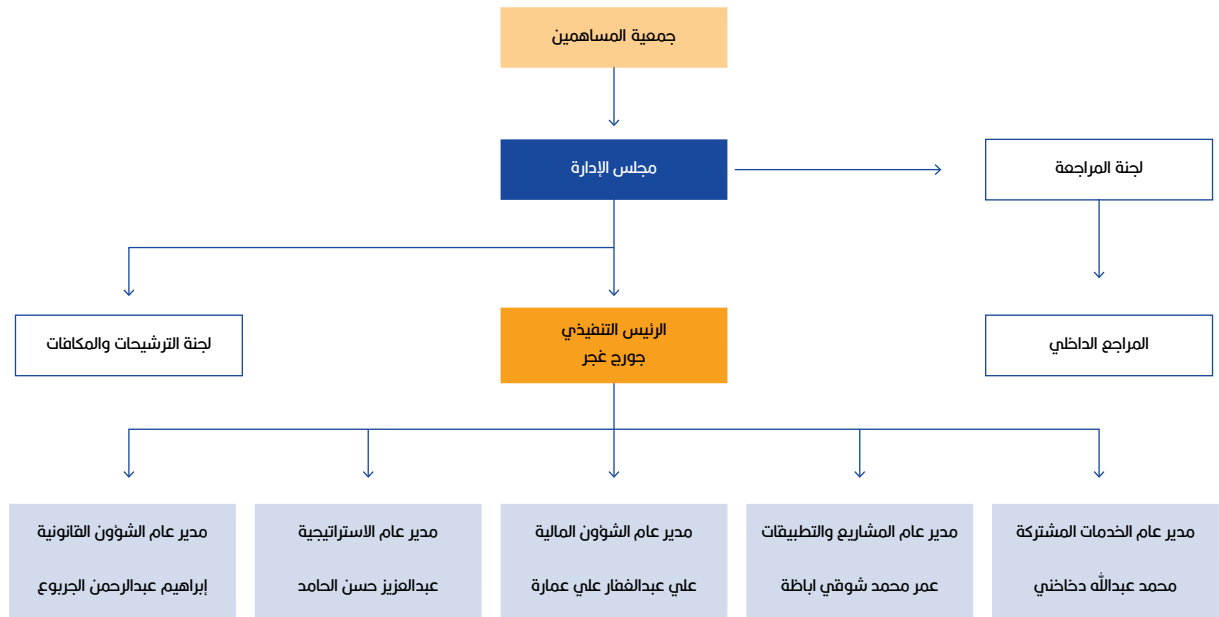 جمعية المساهمين
مجلس الإدارة
لجنة المراجعة
الرئيس التنفيذي
جورج غجر
المراجع الداخلي
لجنة الترشيحات والمكافات
مدير عام الخدمات المشتركة
محمد عبدالله دخاخني
مدير عام المشاريع والتطبيقات
عمر محمد شوقي اباظة
مدير عام الشؤون المالية
علي عبدالغفار علي عمارة
مدير عام الاستراتيجية
عبدالعزيز حسن الحامد
مدير عام الشؤون القانونية
إبراهيم عبدالرحمن الجربوع